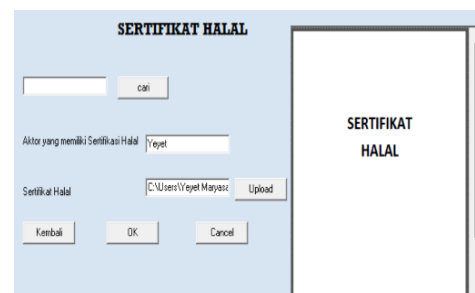 SERTIFIKAT HALAL
cari
Aktor yang memiliki Sertifikasi Halal Yeyet
Sertifikat Halal C:\Users\Yeyet Maryasa Upload
Kembali OK Cancel
SERTIFIKAT
HALAL